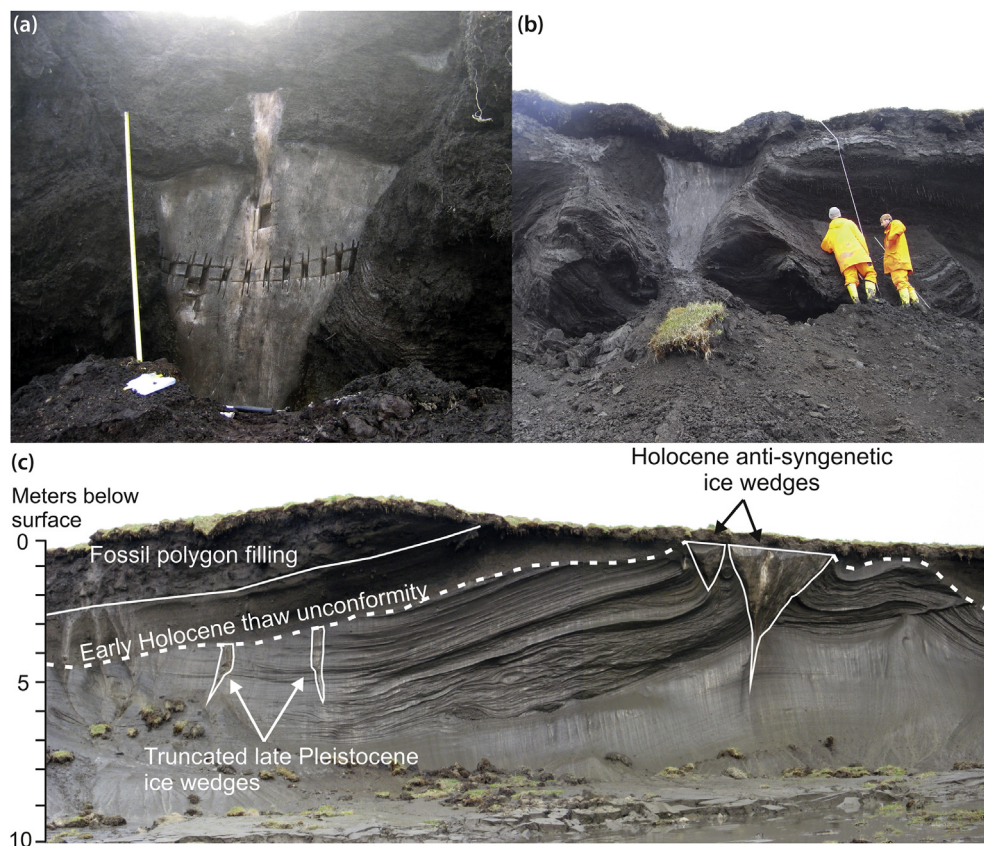 (a)
(b)
(c)
Meters below
surface
0
5
10
Fossil polygon filling
Early Holocene thaw unconformity
Truncated late Pleistocene
ice wedges
Holocene anti-syngenetic
ice wedges